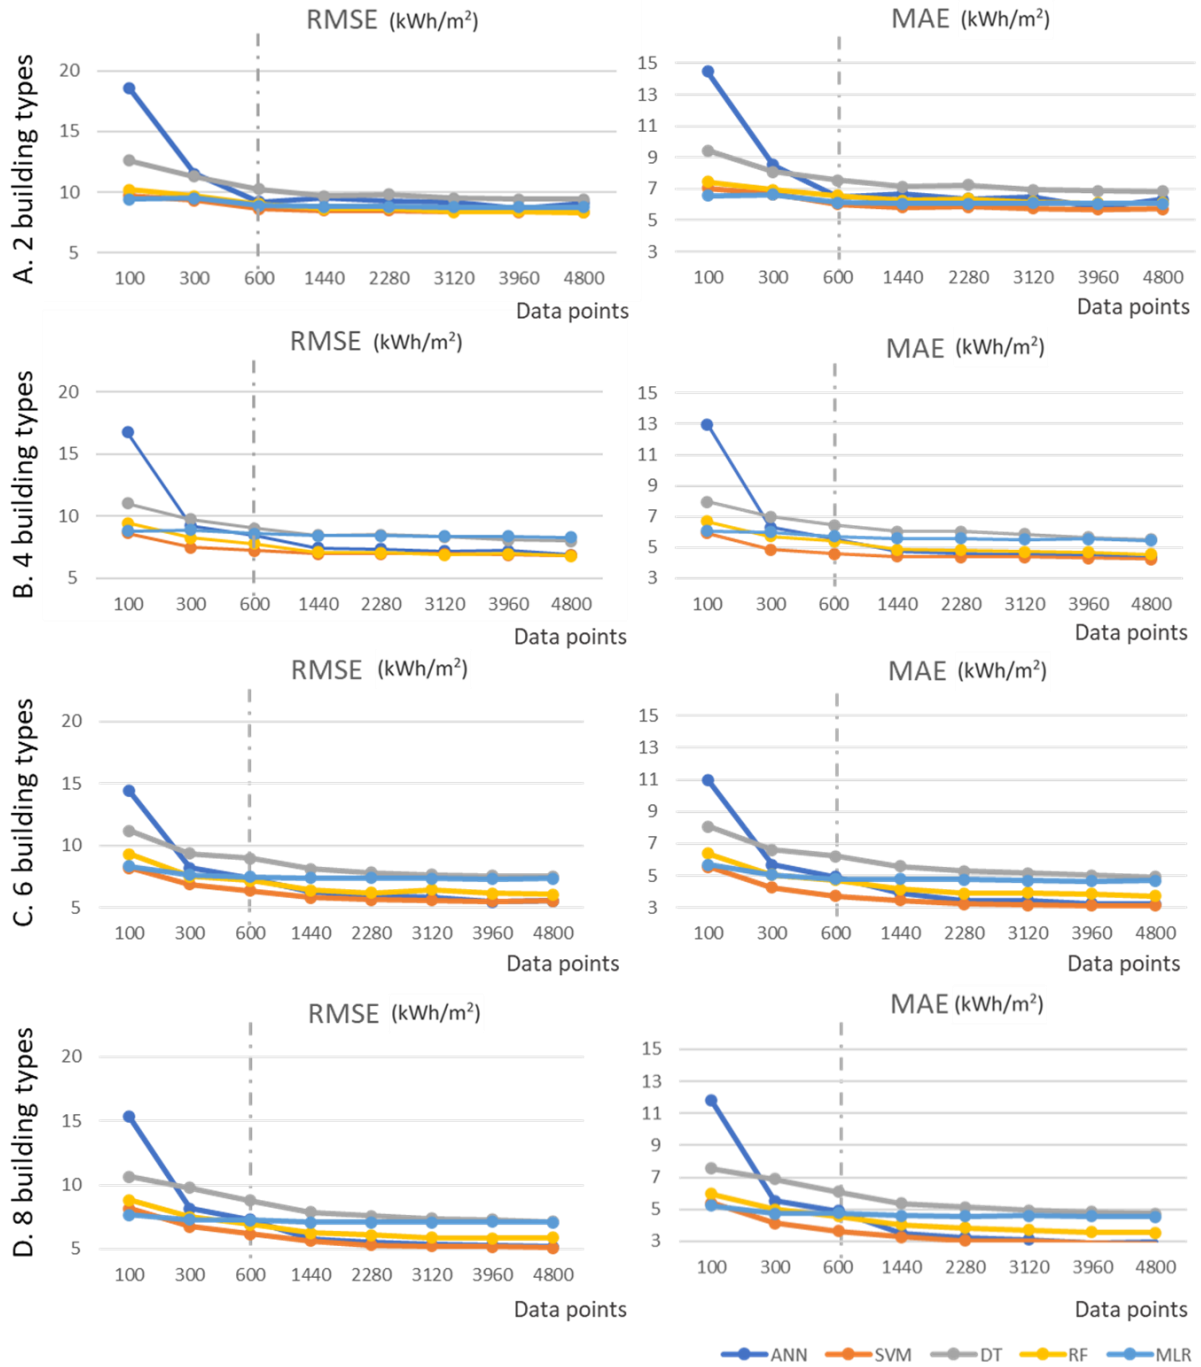 A. 2 building types
RMSE (kWh/m²)
20
15
10
5
100 300 600 1440 2280 3120 3960 4800
Data points
MAE (kWh/m²)
15
13
11
9
7
5
3
100 300 600 1440 2280 3120 3960 4800
Data points
B. 4 building types
RMSE (kWh/m²)
20
15
10
5
100 300 600 1440 2280 3120 3960 4800
Data points
MAE (kWh/m²)
15
13
11
9
7
5
3
100 300 600 1440 2280 3120 3960 4800
Data points
C. 6 building types
RMSE (kWh/m²)
20
15
10
5
100 300 600 1440 2280 3120 3960 4800
Data points
MAE (kWh/m²)
15
13
11
9
7
5
3
100 300 600 1440 2280 3120 3960 4800
Data points
D. 8 building types
RMSE (kWh/m²)
20
15
10
5
100 300 600 1440 2280 3120 3960 4800
Data points
MAE (kWh/m²)
15
13
11
9
7
5
3
100 300 600 1440 2280 3120 3960 4800
Data points
ANN SVM DT RF MLR